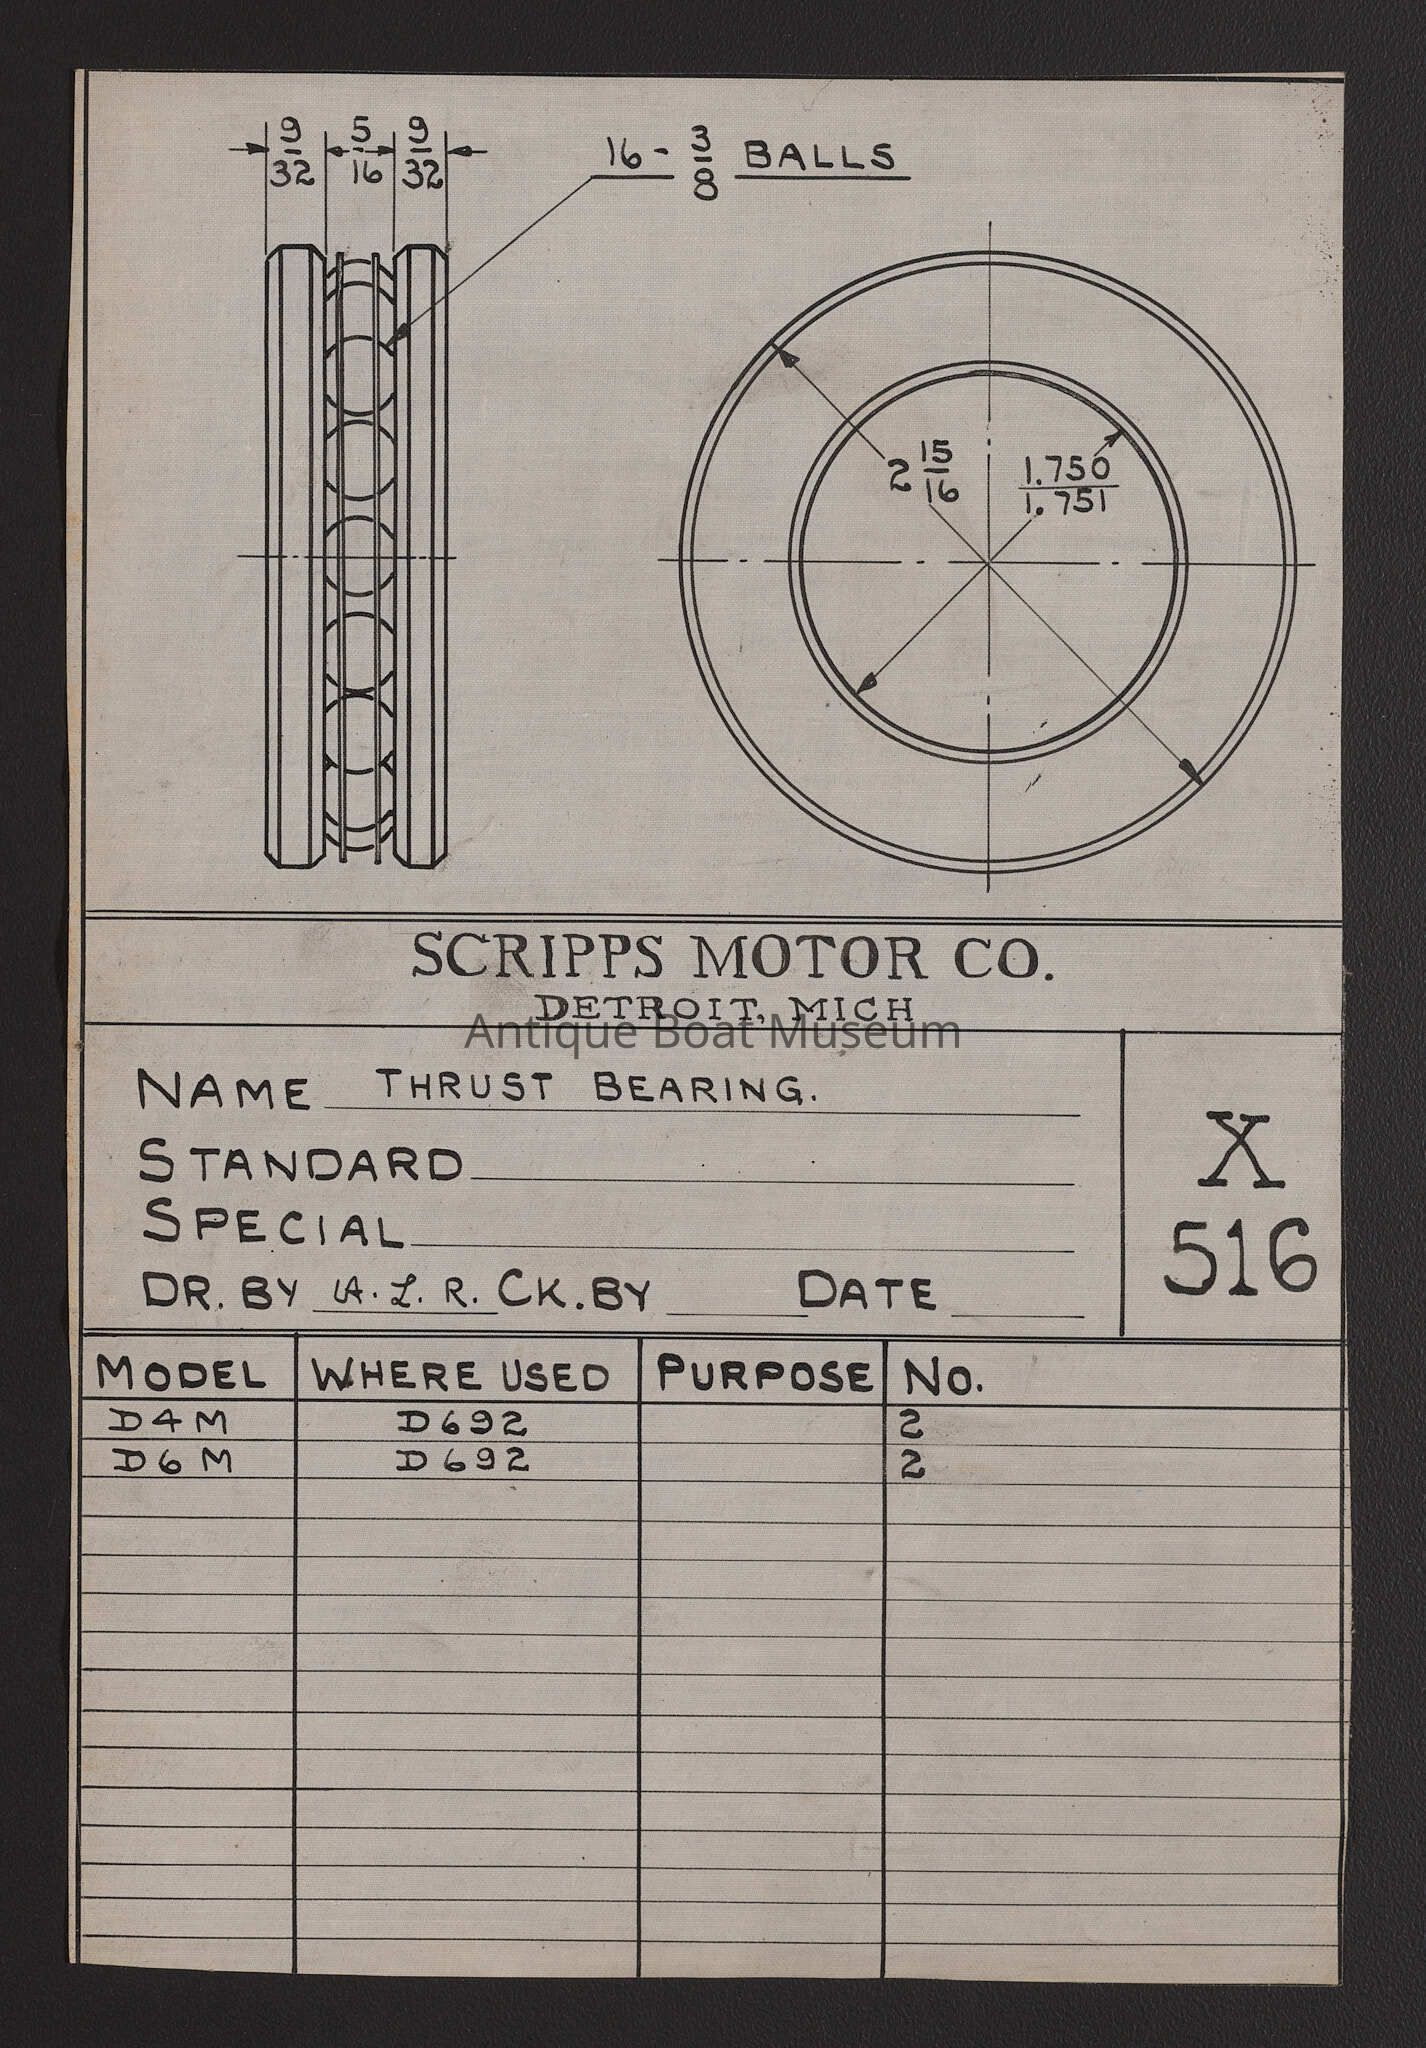 9/32 5/16 9/32
16 - 3/8 BALLS
2 15/16
1.750
1.751
SCRIPPS MOTOR CO.
DETROIT, MICH
Antique Boat Museum
NAME THRUST BEARING.
STANDARD
SPECIAL
DR. BY A. L. R. CK. BY DATE
X
516
MODEL WHERE USED PURPOSE NO.
D4M D692 2
D6M D692 2